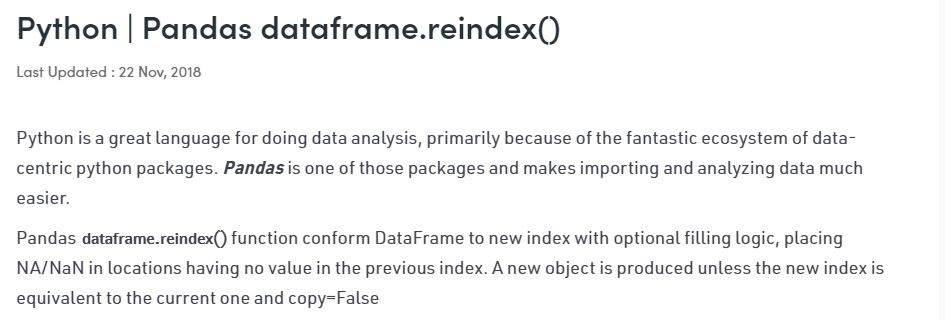 Python | Pandas dataframe.reindex()
Last Updated : 22 Nov, 2018
Python is a great language for doing data analysis, primarily because of the fantastic ecosystem of data-
centric python packages. Pandas is one of those packages and makes importing and analyzing data much
easier.
Pandas dataframe.reindex() function conform DataFrame to new index with optional filling logic, placing
NA/NaN in locations having no value in the previous index. A new object is produced unless the new index is
equivalent to the current one and copy=False